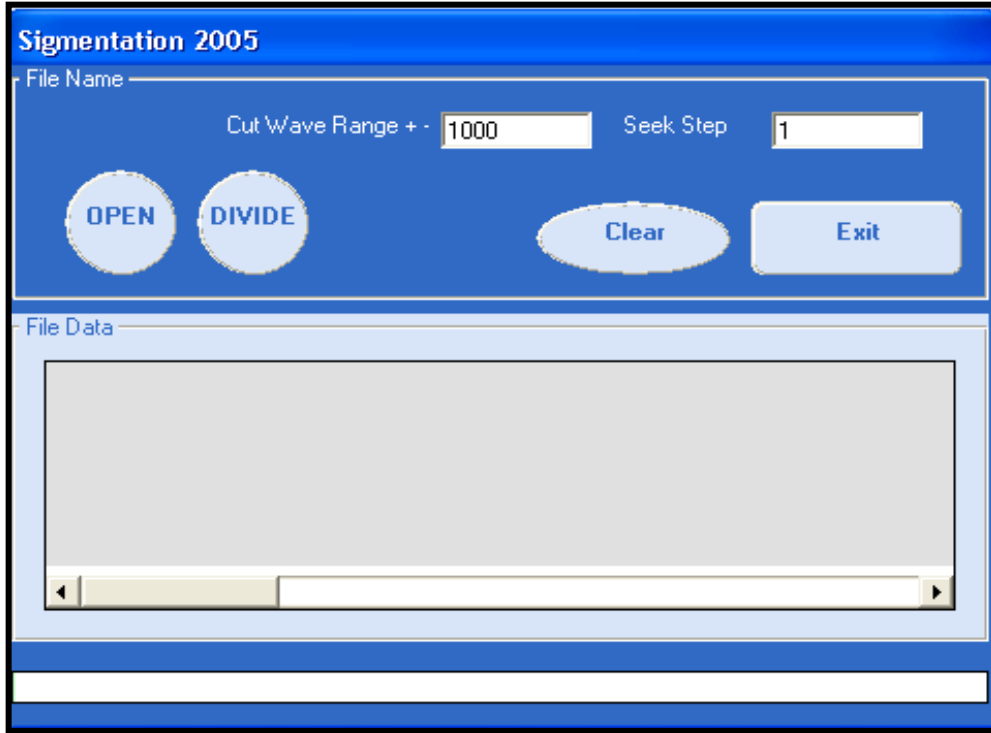 Sigmentation 2005
File Name
Cut Wave Range + - 1000 Seek Step 1
OPEN DIVIDE Clear Exit
File Data